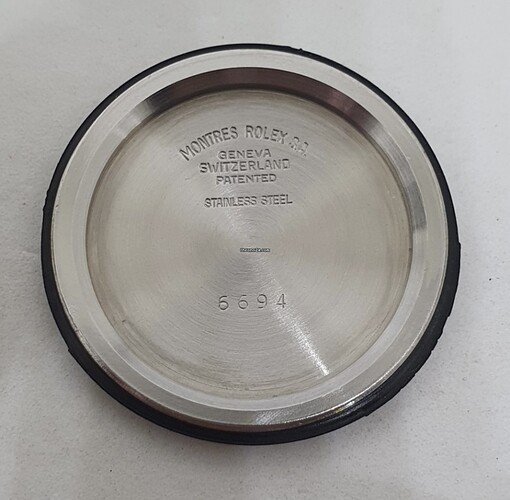 MONTRES ROLEX S.A.
GENEVA
SWITZERLAND
PATENTED
STAINLESS STEEL
6694